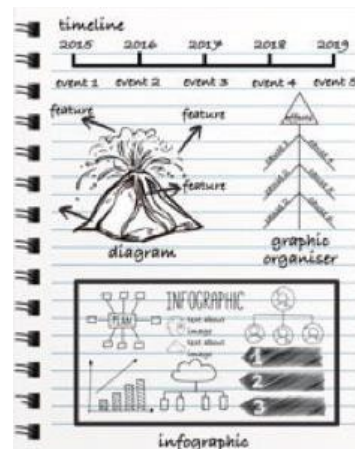 timeline
2015 2016 2017 2018 2019
event 1 event 2 event 3 event 4 event 5
feature
feature
feature
diagram
graphic
organiser
INFOGRAPHIC
PLAN
text about
image
text about
image
1
2
3
infographic